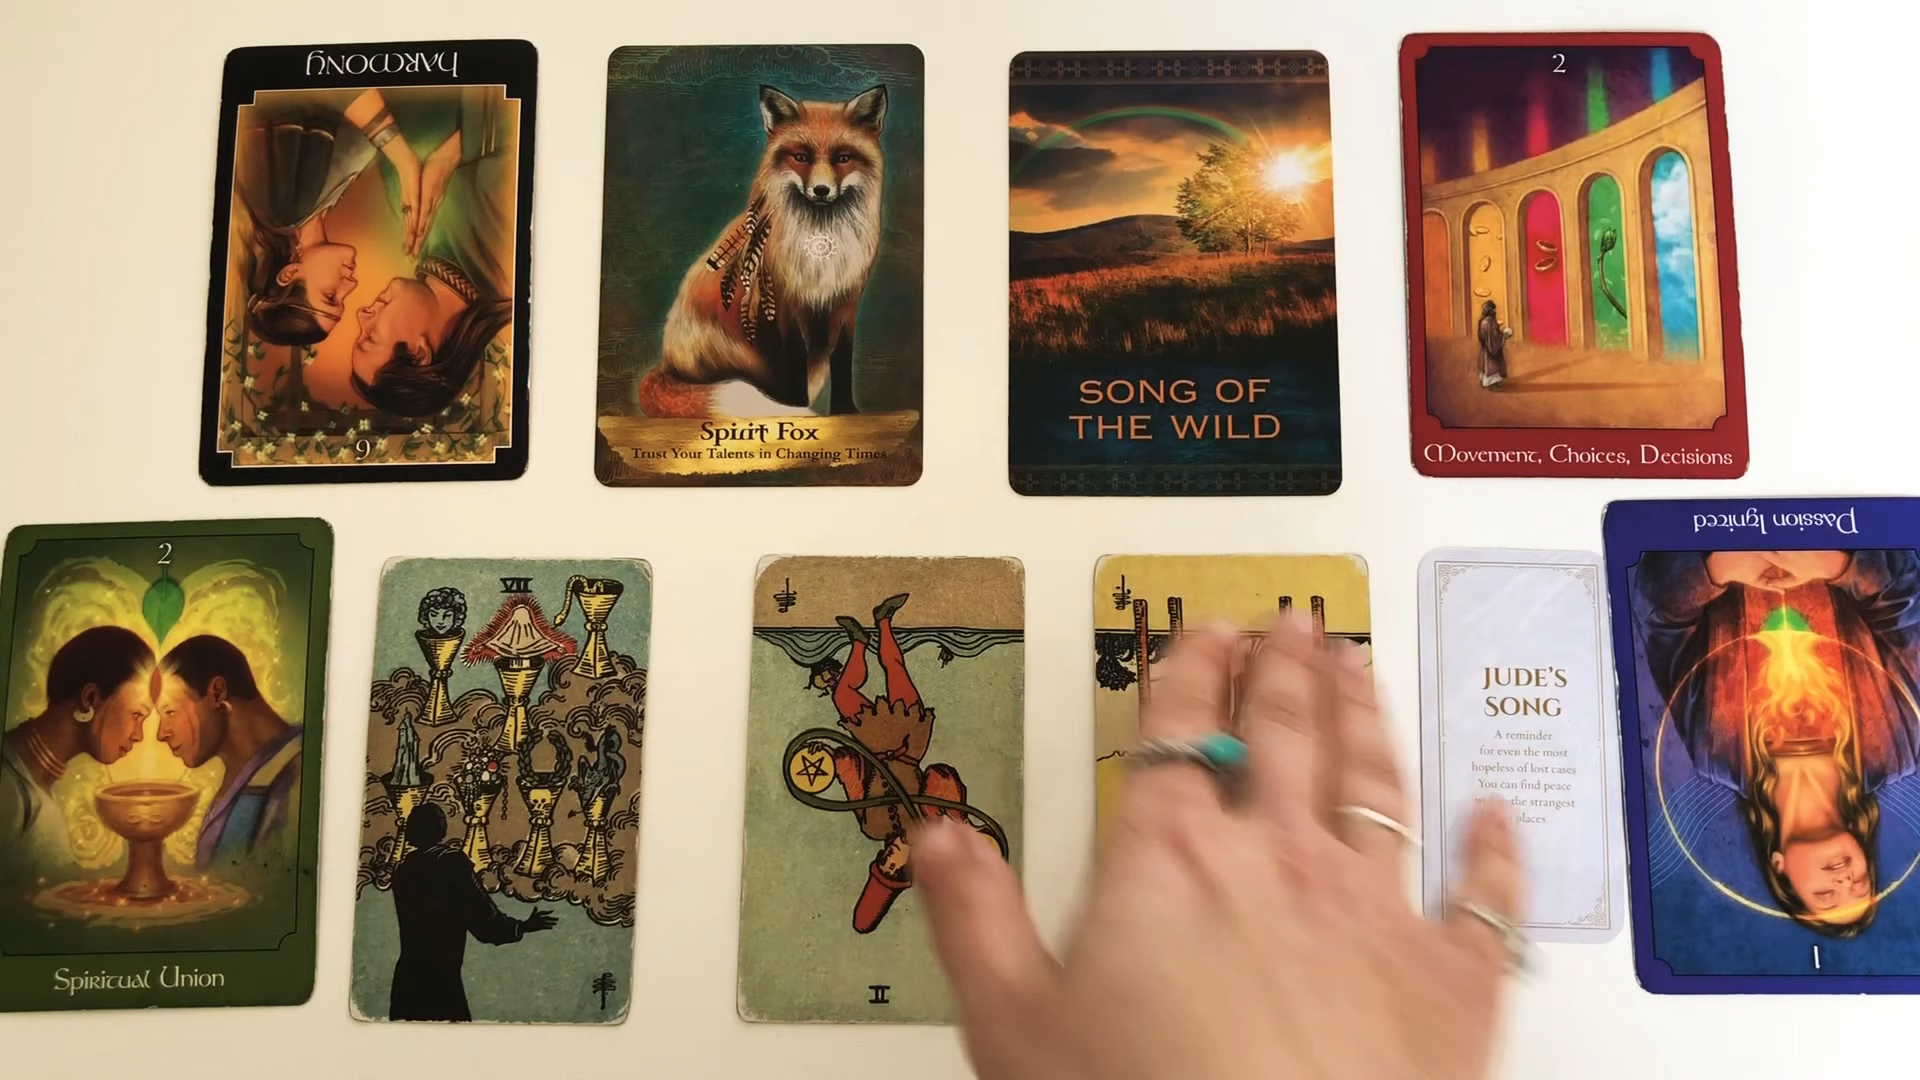 HARMONY
6
Spirit Fox
Trust Your Talents in Changing Times
SONG OF
THE WILD
2
Movement, Choices, Decisions
2
Spiritual Union
VII
II
JUDE'S
SONG
A reminder
for even the most
hopeless of lost cases
You can find peace
the strangest
places
Passion Ignited
1